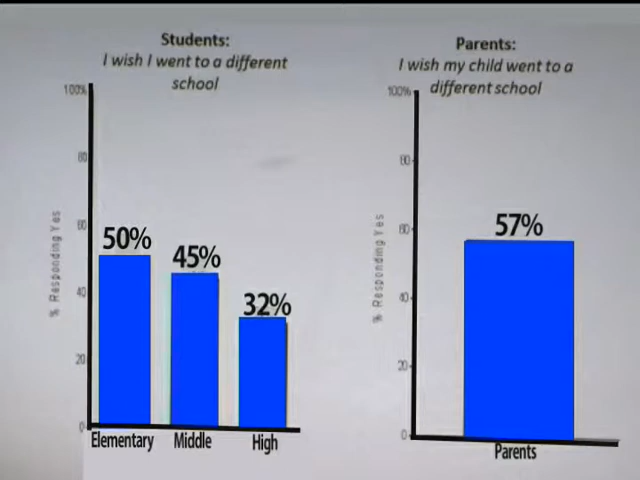 Students:
I wish I went to a different
school
100%
80
60
40
20
0
% Responding Yes
50%
45%
32%
Elementary
Middle
High
Parents:
I wish my child went to a
different school
100%
80
60
40
20
0
% Responding Yes
57%
Parents